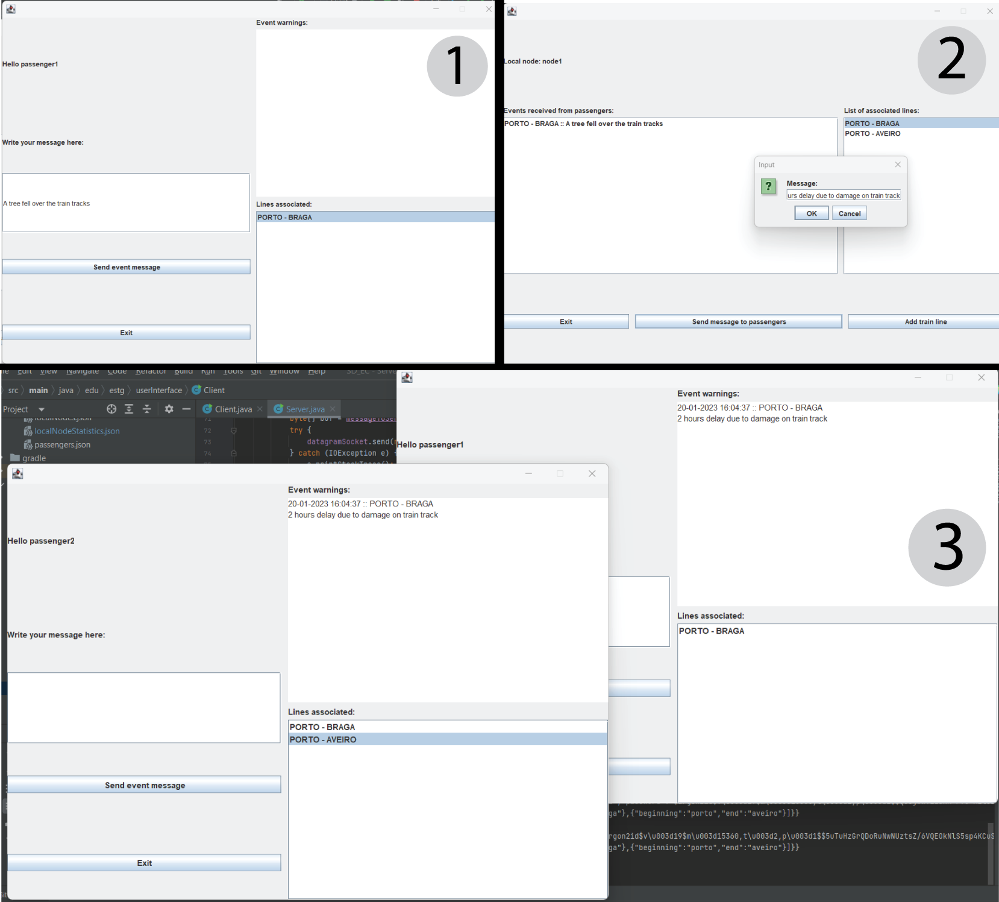 Event warnings:
1
Hello passenger1
Write your message here:
A tree fell over the train tracks
Lines associated:
PORTO - BRAGA
Send event message
Exit
2
Local node: node1
Events received from passengers:
PORTO - BRAGA :: A tree fell over the train tracks
List of associated lines:
PORTO - BRAGA
PORTO - AVEIRO
Input
?
Message:
urs delay due to damage on train track
OK
Cancel
Exit
Send message to passengers
Add train line
Edit View Navigate Code Refactor Build Run Tools Git Window Help
src main java edu estg userInterface Client
Project
Client.java
Server.java
localNodes.json
localNodeStatistics.json
passengers.json
gradle
71
72 try {
73 datagramSocket.send(
74 } catch (IOException e) {
Event warnings:
20-01-2023 16:04:37 :: PORTO - BRAGA
2 hours delay due to damage on train track
Hello passenger1
3
Lines associated:
PORTO - BRAGA
Event warnings:
20-01-2023 16:04:37 :: PORTO - BRAGA
2 hours delay due to damage on train track
Hello passenger2
Write your message here:
Lines associated:
PORTO - BRAGA
PORTO - AVEIRO
Send event message
Exit
ga"},{"beginning":"porto","end":"aveiro"}]}}
rgon2id$v\u003d19$m\u003d15360,t\u003d2,p\u003d1$$5uTuHzGrQDoRuNwNUztsZ/6VQEOkNlS5sp4KCuS
ga"},{"beginning":"porto","end":"aveiro"}]}}